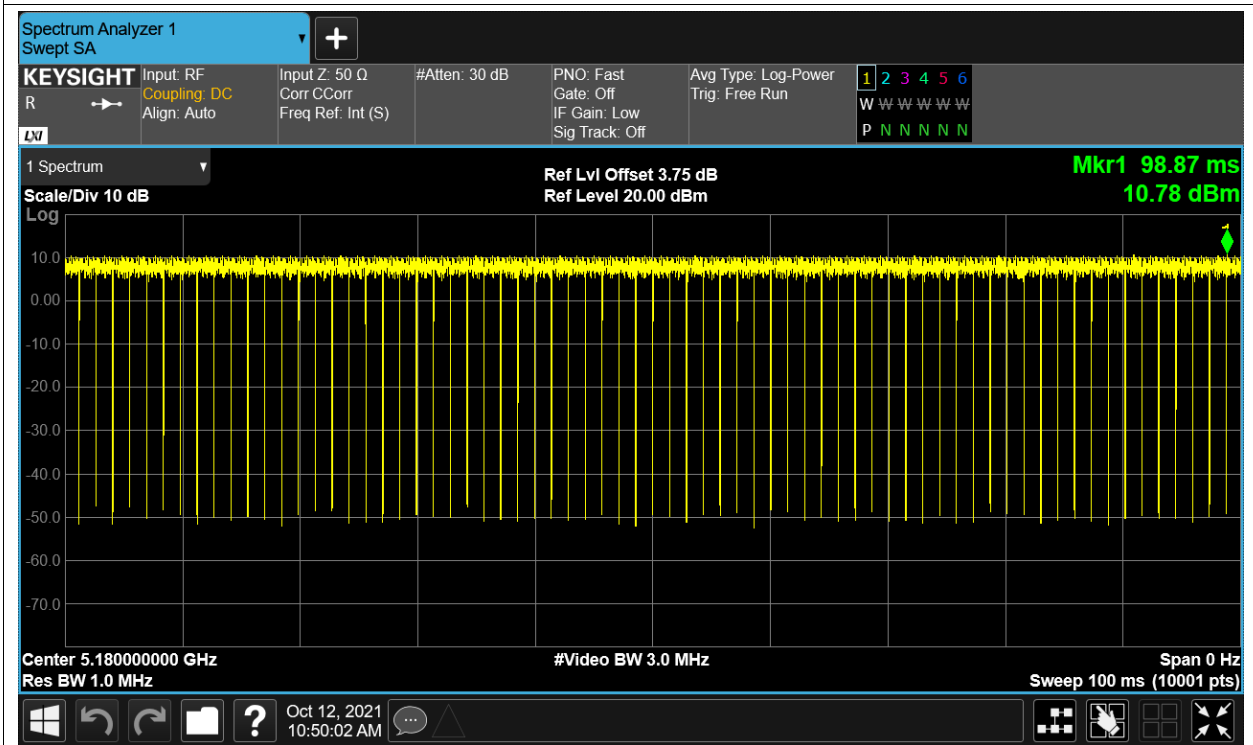 Spectrum Analyzer 1
Swept SA
KEYSIGHT
R
LXI
Input: RF
Coupling: DC
Align: Auto
Input Z: 50 Ω
Corr CCorr
Freq Ref: Int (S)
#Atten: 30 dB
PNO: Fast
Gate: Off
IF Gain: Low
Sig Track: Off
Avg Type: Log-Power
Trig: Free Run
1 2 3 4 5 6
W W W W W W
P N N N N N
1 Spectrum
Scale/Div 10 dB
Ref Lvl Offset 3.75 dB
Ref Level 20.00 dBm
Mkr1 98.87 ms
10.78 dBm
Log
1
10.0
0.00
-10.0
-20.0
-30.0
-40.0
-50.0
-60.0
-70.0
Center 5.180000000 GHz
#Video BW 3.0 MHz
Span 0 Hz
Res BW 1.0 MHz
Sweep 100 ms (10001 pts)
?
Oct 12, 2021
10:50:02 AM